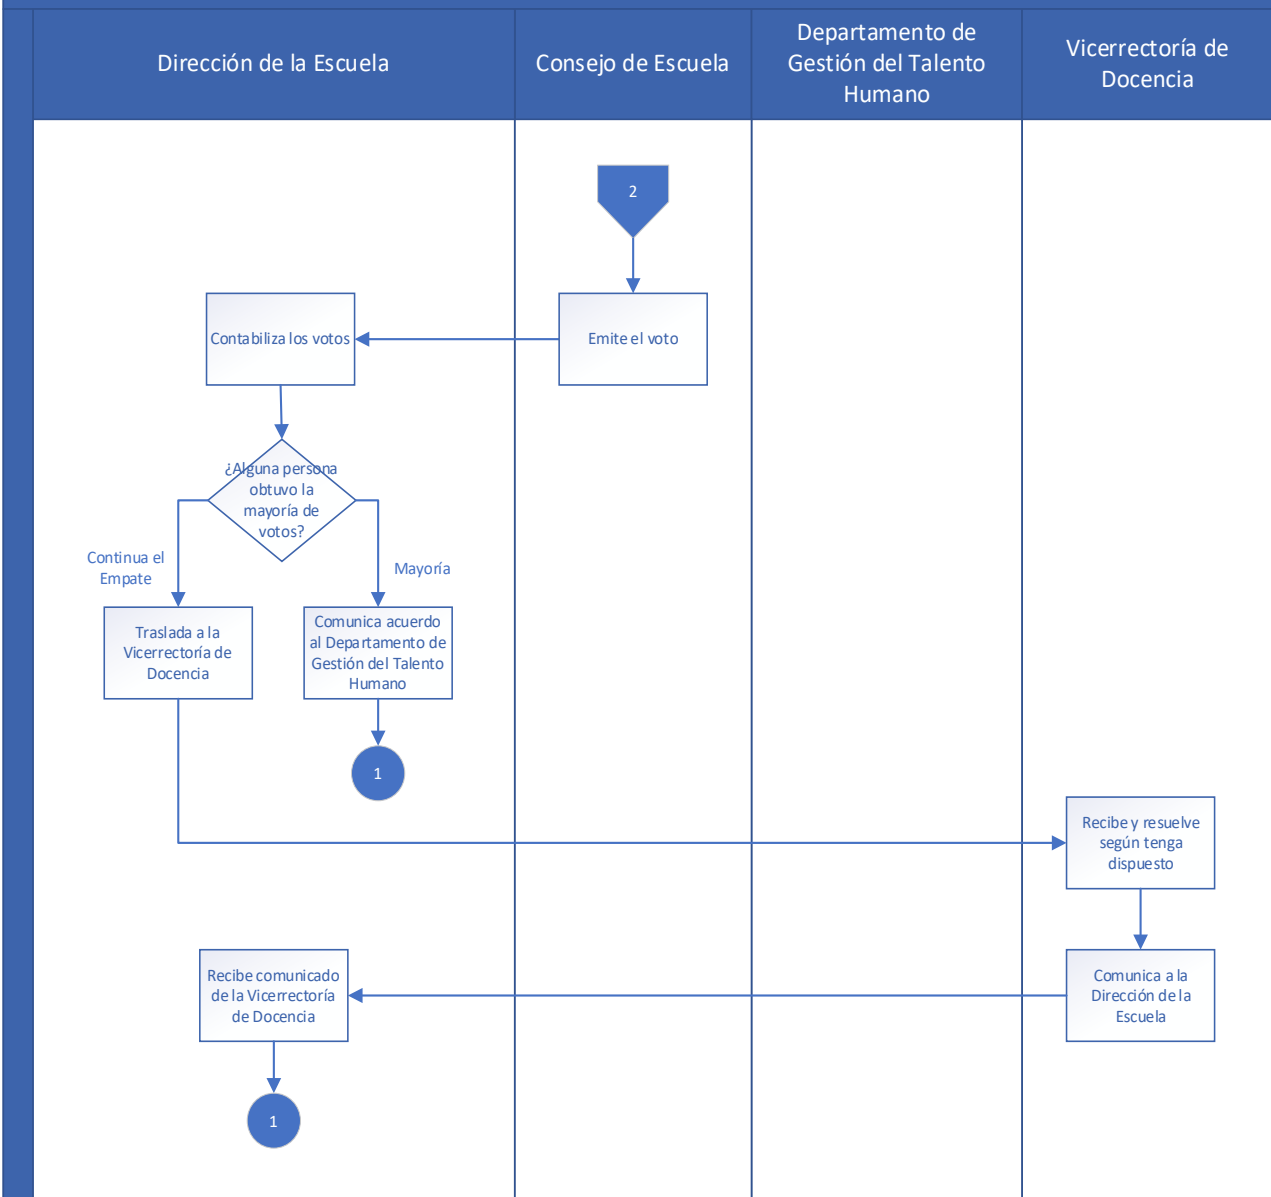 Dirección de la Escuela
Consejo de Escuela
Departamento de
Gestión del Talento
Humano
Vicerrectoría de
Docencia
2
Contabiliza los votos
Emite el voto
¿Alguna persona
obtuvo la
mayoría de
votos?
Continua el
Empate
Mayoría
Traslada a la
Vicerrectoría de
Docencia
Comunica acuerdo
al Departamento de
Gestión del Talento
Humano
1
Recibe y resuelve
según tenga
dispuesto
Recibe comunicado
de la Vicerrectoría
de Docencia
Comunica a la
Dirección de la
Escuela
1